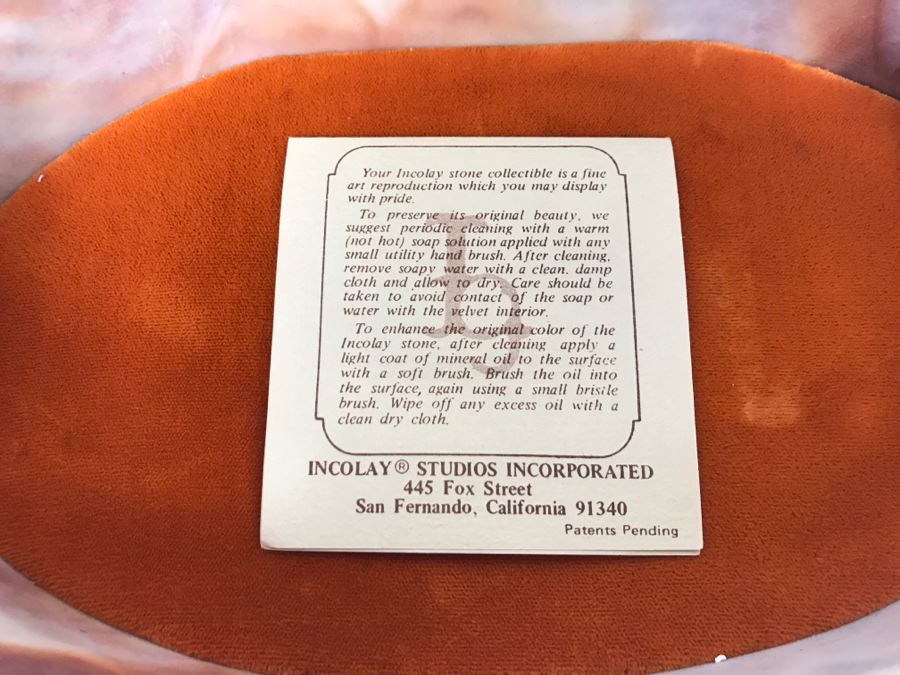 Your Incolay stone collectible is a fine
art reproduction which you may display
with pride.
To preserve its original beauty, we
suggest periodic cleaning with a warm
(not hot) soap solution applied with any
small utility hand brush. After cleaning,
remove soapy water with a clean, damp
cloth and allow to dry. Care should be
taken to avoid contact of the soap or
water with the velvet interior.
To enhance the original color of the
Incolay stone, after cleaning apply a
light coat of mineral oil to the surface
with a soft brush. Brush the oil into
the surface, again using a small bristle
brush. Wipe off any excess oil with a
clean dry cloth.
INCOLAY® STUDIOS INCORPORATED
445 Fox Street
San Fernando, California 91340
Patents Pending